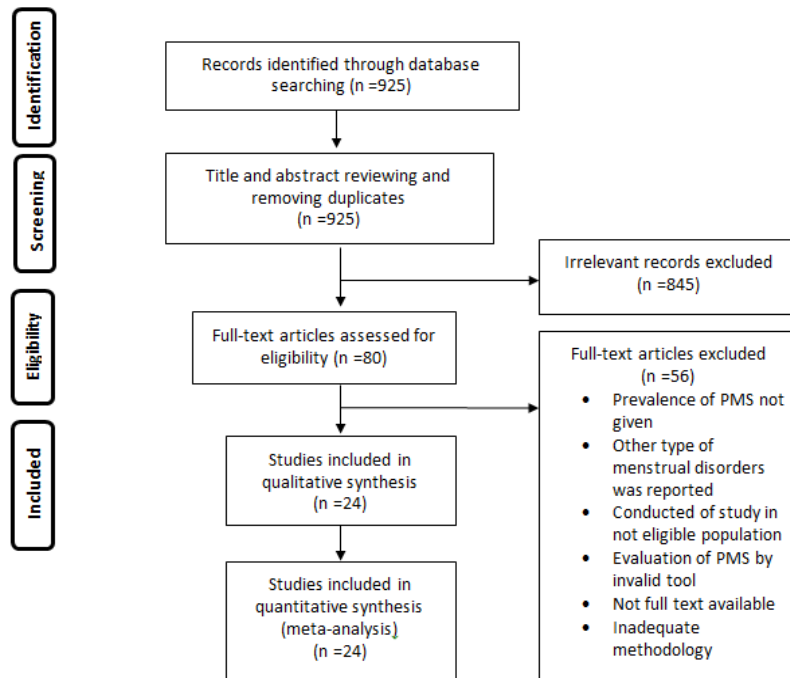 Identification
Records identified through database
searching (n =925)
Screening
Title and abstract reviewing and
removing duplicates
(n =925)
Irrelevant records excluded
(n =845)
Eligibility
Full-text articles assessed for
eligibility (n =80)
Full-text articles excluded
(n =56)
• Prevalence of PMS not
given
• Other type of
menstrual disorders
was reported
• Conducted of study in
not eligible population
• Evaluation of PMS by
invalid tool
• Not full text available
• Inadequate
methodology
Included
Studies included in
qualitative synthesis
(n =24)
Studies included in
quantitative synthesis
(meta-analysis)
(n =24)